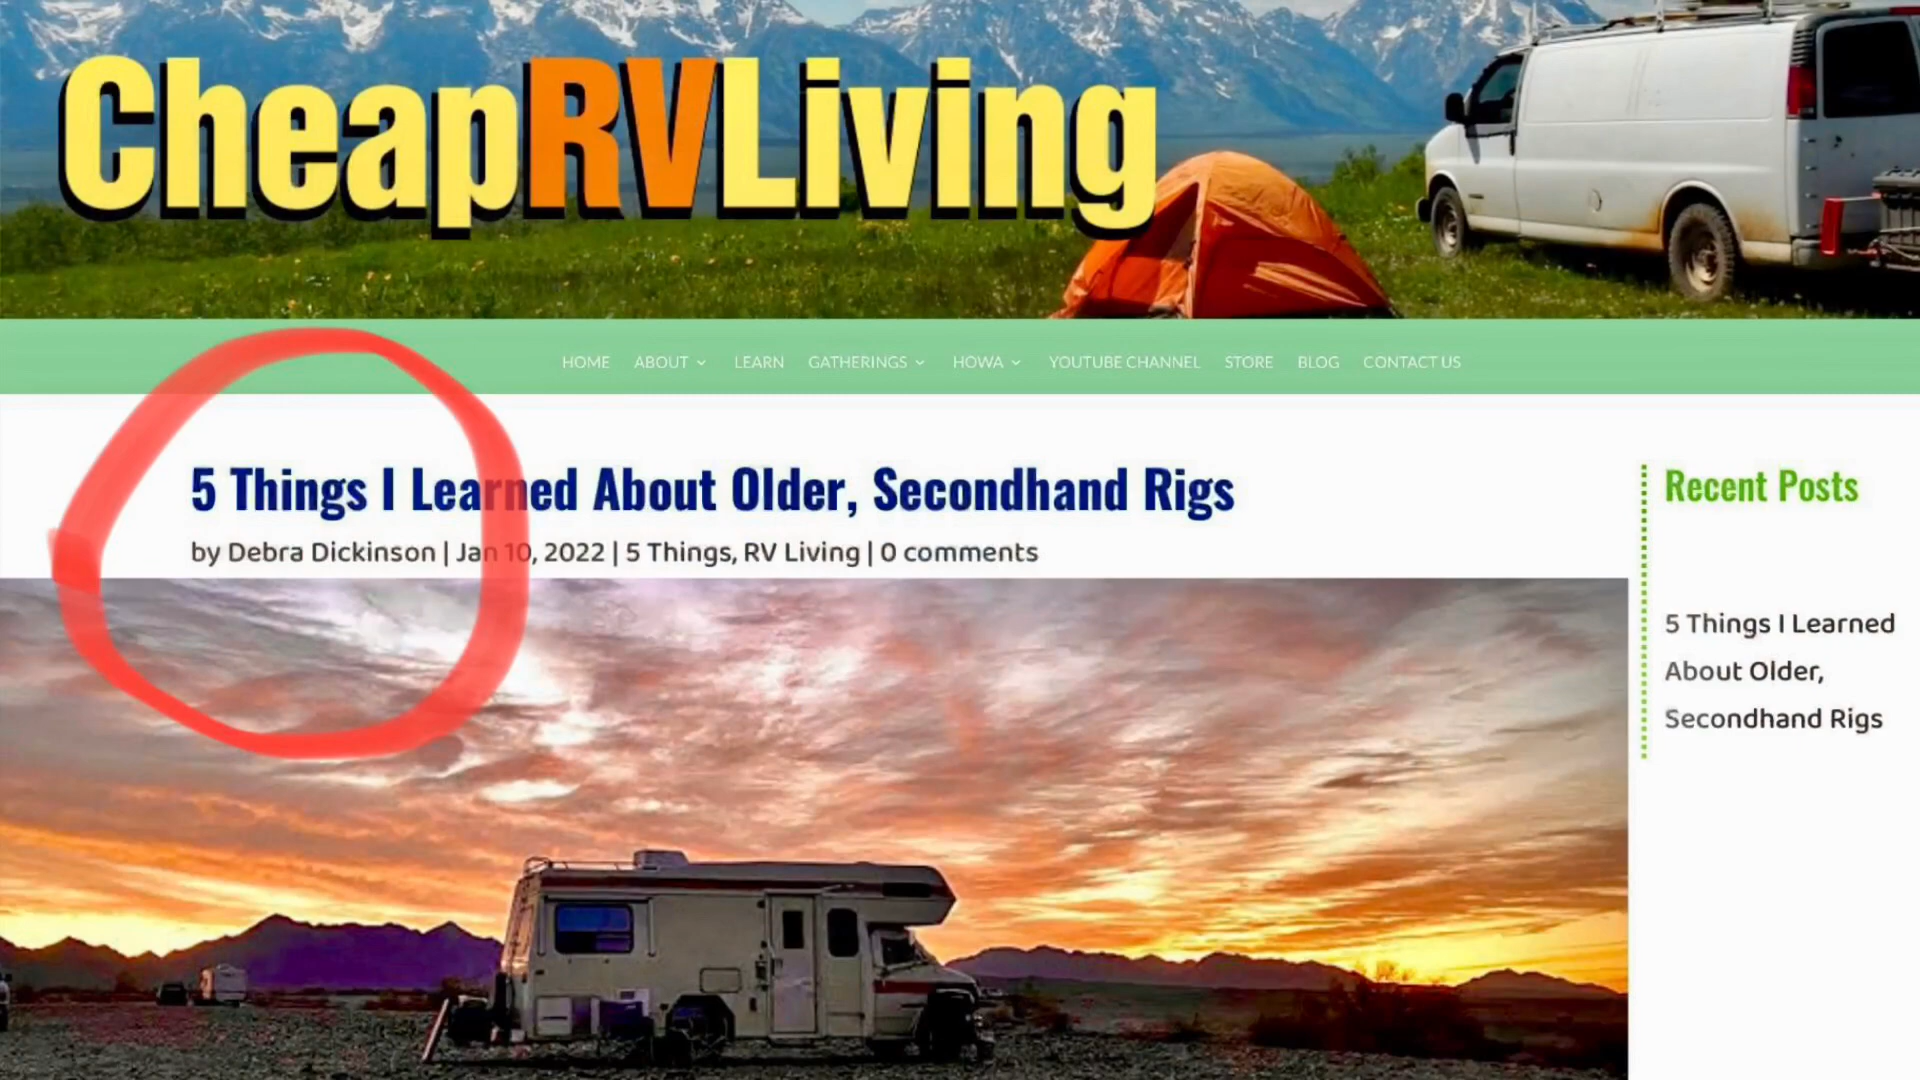 CheapRVLiving
HOME ABOUT LEARN GATHERINGS HOWA YOUTUBE CHANNEL STORE BLOG CONTACT US
5 Things I Learned About Older, Secondhand Rigs
by Debra Dickinson | Jan 10, 2022 | 5 Things, RV Living | 0 comments
Recent Posts
5 Things I Learned
About Older,
Secondhand Rigs